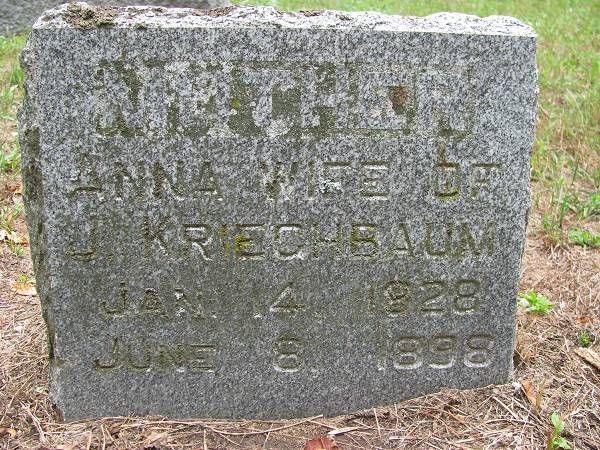 MOTHER
ANNA WIFE OF
J. KRIECHBAUM
JAN. 14, 1828
JUNE 8, 1898